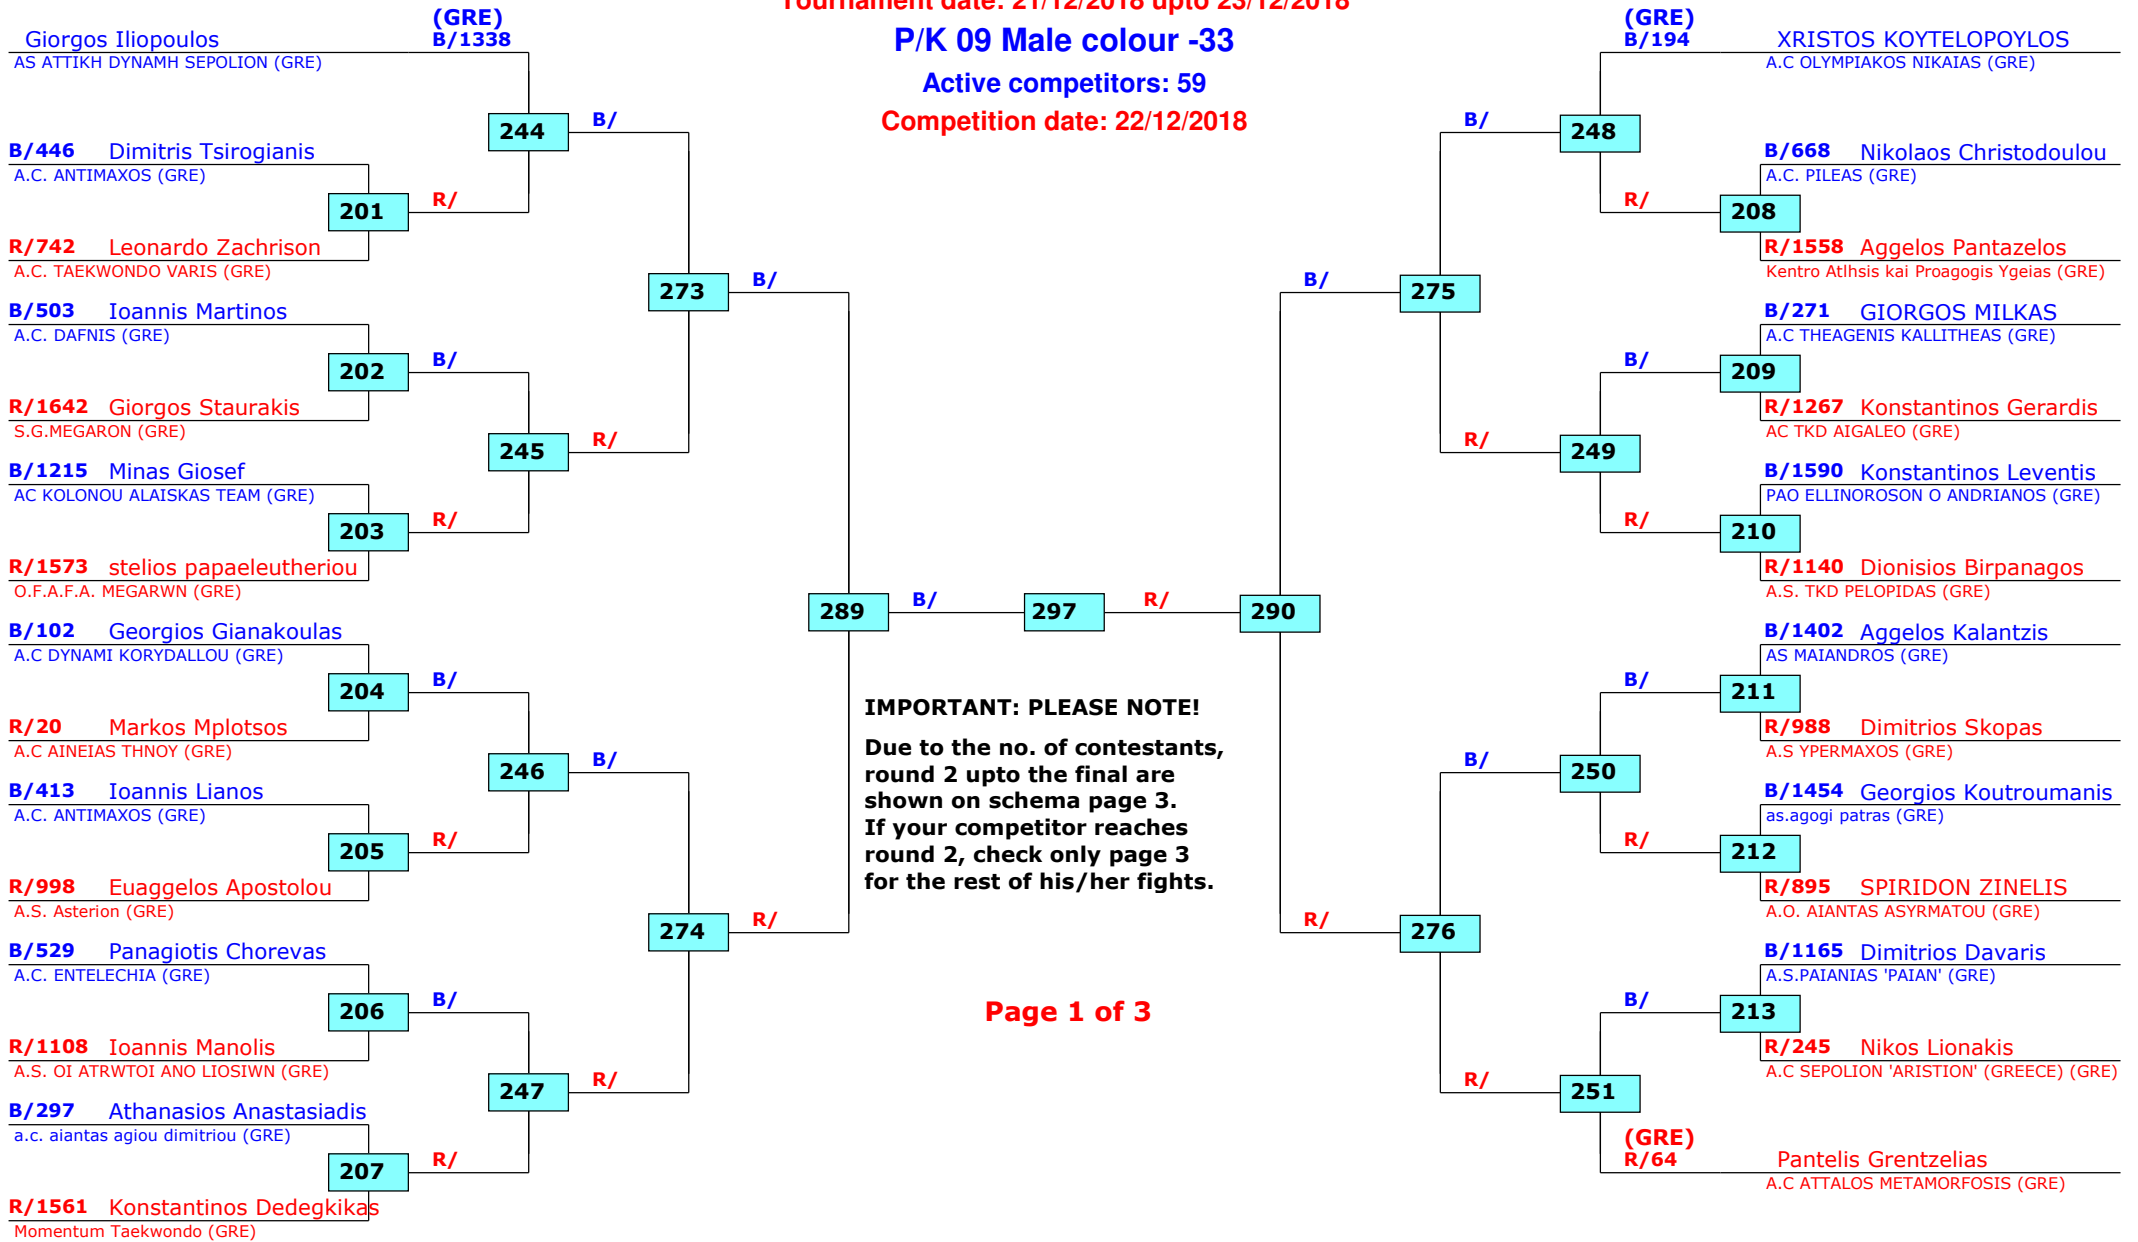 Tournament date: 21/12/2018 upto 23/12/2018
P/K 09 Male colour -33
Active competitors: 59
Competition date: 22/12/2018
(GRE)
Giorgos Iliopoulos B/1338
AS ATTIKH DYNAMH SEPOLION (GRE)
244 B/
B/446 Dimitris Tsirogianis
A.C. ANTIMAXOS (GRE)
201 R/
R/742 Leonardo Zachrison
A.C. TAEKWONDO VARIS (GRE)
273 B/
B/503 Ioannis Martinos
A.C. DAFNIS (GRE)
202 B/
R/1642 Giorgos Staurakis
S.G.MEGARON (GRE)
245 R/
B/1215 Minas Giosef
AC KOLONOU ALAISKAS TEAM (GRE)
203 R/
R/1573 stelios papaeleutheriou
O.F.A.F.A. MEGARWN (GRE)
289 B/ 297 R/ 290
B/102 Georgios Gianakoulas
A.C DYNAMI KORYDALLOU (GRE)
204 B/
R/20 Markos Mplotsos
A.C AINEIAS THNOY (GRE)
246 B/
B/413 Ioannis Lianos
A.C. ANTIMAXOS (GRE)
205 R/
R/998 Euaggelos Apostolou
A.S. Asterion (GRE)
274 R/
B/529 Panagiotis Chorevas
A.C. ENTELECHIA (GRE)
206 B/
R/1108 Ioannis Manolis
A.S. OI ATRWTOI ANO LIOSIWN (GRE)
247 R/
B/297 Athanasios Anastasiadis
a.c. aiantas agiou dimitriou (GRE)
207 R/
R/1561 Konstantinos Dedegkikas
Momentum Taekwondo (GRE)
IMPORTANT: PLEASE NOTE!
Due to the no. of contestants,
round 2 upto the final are
shown on schema page 3.
If your competitor reaches
round 2, check only page 3
for the rest of his/her fights.
Page 1 of 3
(GRE)
B/194 XRISTOS KOYTELOPOYLOS
A.C OLYMPIAKOS NIKAIAS (GRE)
B/ 248
B/668 Nikolaos Christodoulou
A.C. PILEAS (GRE)
R/ 208
R/1558 Aggelos Pantazelos
Kentro Atlhsis kai Proagogis Ygeias (GRE)
B/ 275
B/271 GIORGOS MILKAS
A.C THEAGENIS KALLITHEAS (GRE)
B/ 209
R/1267 Konstantinos Gerardis
AC TKD AIGALEO (GRE)
R/ 249
B/1590 Konstantinos Leventis
PAO ELLINOROSON O ANDRIANOS (GRE)
R/ 210
R/1140 Dionisios Birpanagos
A.S. TKD PELOPIDAS (GRE)
B/1402 Aggelos Kalantzis
AS MAIANDROS (GRE)
B/ 211
R/988 Dimitrios Skopas
A.S YPERMAXOS (GRE)
B/ 250
B/1454 Georgios Koutroumanis
as.agogi patras (GRE)
R/ 212
R/895 SPIRIDON ZINELIS
A.O. AIANTAS ASYRMATOU (GRE)
R/ 276
B/1165 Dimitrios Davaris
A.S.PAIANIAS 'PAIAN' (GRE)
B/ 213
R/245 Nikos Lionakis
A.C SEPOLION 'ARISTION' (GREECE) (GRE)
R/ 251
(GRE)
R/64 Pantelis Grentzelias
A.C ATTALOS METAMORFOSIS (GRE)